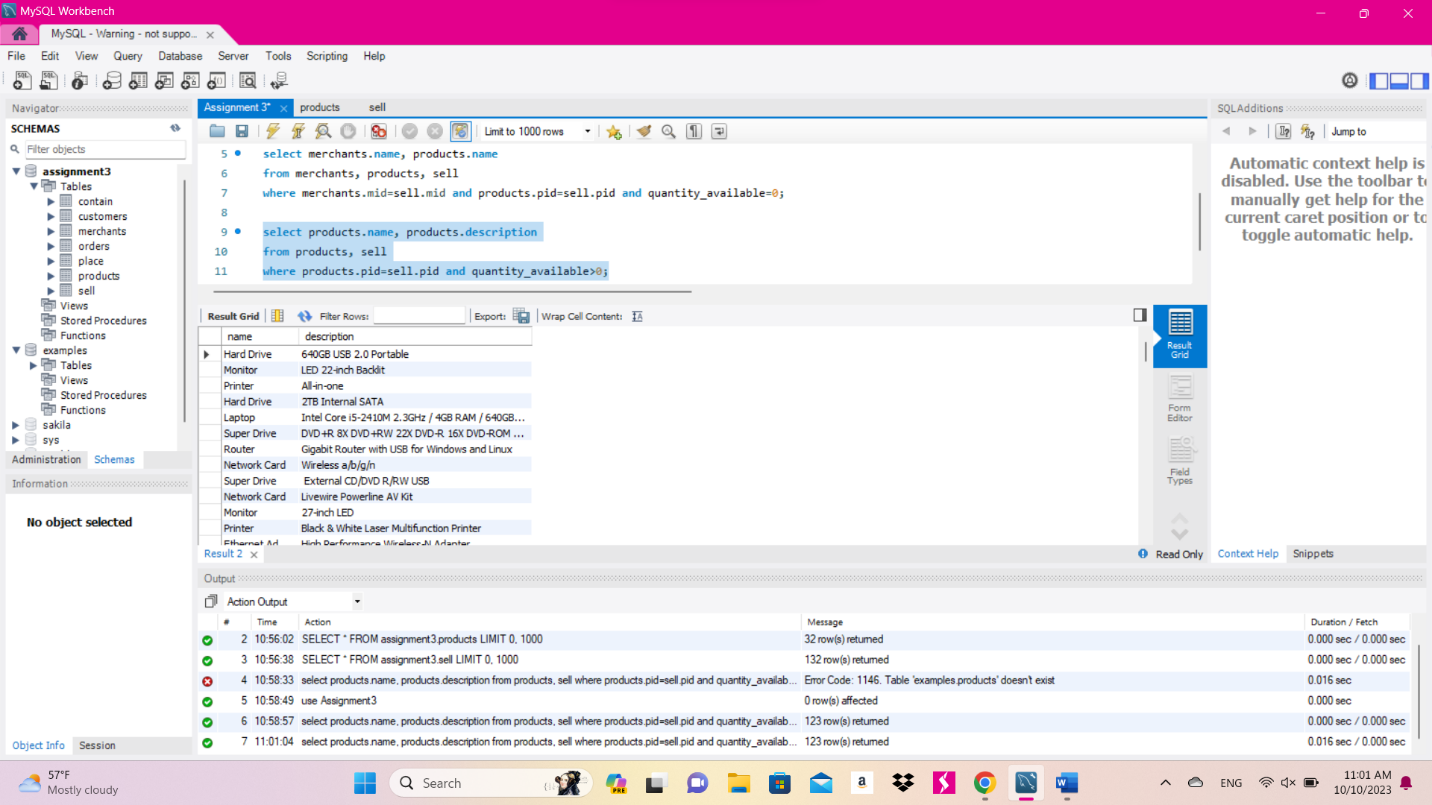 MySQL Workbench
MySQL - Warning - not suppo...
File Edit View Query Database Server Tools Scripting Help
Navigator
SCHEMAS
Filter objects
assignment3
Tables
contain
customers
merchants
orders
place
products
sell
Views
Stored Procedures
Functions
examples
Tables
Views
Stored Procedures
Functions
sakila
sys
Administration Schemas
Information
No object selected
Object Info Session
Assignment 3* products sell
Limit to 1000 rows
5 select merchants.name, products.name
6 from merchants, products, sell
7 where merchants.mid=sell.mid and products.pid=sell.pid and quantity_available=0;
8
9 select products.name, products.description
10 from products, sell
11 where products.pid=sell.pid and quantity_available>0;
Result Grid Filter Rows: Export: Wrap Cell Content:
name description
Hard Drive 640GB USB 2.0 Portable
Monitor LED 22-inch Backlit
Printer All-in-one
Hard Drive 2TB Internal SATA
Laptop Intel Core i5-2410M 2.3GHz / 4GB RAM / 640GB...
Super Drive DVD+R 8X DVD+RW 22X DVD-R 16X DVD-ROM ...
Router Gigabit Router with USB for Windows and Linux
Network Card Wireless a/b/g/n
Super Drive External CD/DVD R/RW USB
Network Card Livewire Powerline AV Kit
Monitor 27-inch LED
Printer Black & White Laser Multifunction Printer
Ethernet Ad... High Performance Wireless-N Adapter
Result Grid
Form Editor
Field Types
Result 2 Read Only
SQLAdditions
Jump to
Automatic context help is
disabled. Use the toolbar to
manually get help for the
current caret position or to
toggle automatic help.
Context Help Snippets
Output
Action Output
# Time Action Message Duration / Fetch
2 10:56:02 SELECT * FROM assignment3.products LIMIT 0, 1000 32 row(s) returned 0.000 sec / 0.000 sec
3 10:56:38 SELECT * FROM assignment3.sell LIMIT 0, 1000 132 row(s) returned 0.000 sec / 0.000 sec
4 10:58:33 select products.name, products.description from products, sell where products.pid=sell.pid and quantity_availab... Error Code: 1146. Table 'examples.products' doesn't exist 0.016 sec
5 10:58:49 use Assignment3 0 row(s) affected 0.000 sec
6 10:58:57 select products.name, products.description from products, sell where products.pid=sell.pid and quantity_availab... 123 row(s) returned 0.000 sec / 0.000 sec
7 11:01:04 select products.name, products.description from products, sell where products.pid=sell.pid and quantity_availab... 123 row(s) returned 0.016 sec / 0.000 sec
57°F
Mostly cloudy
Search
PRE
ENG
11:01 AM
10/10/2023